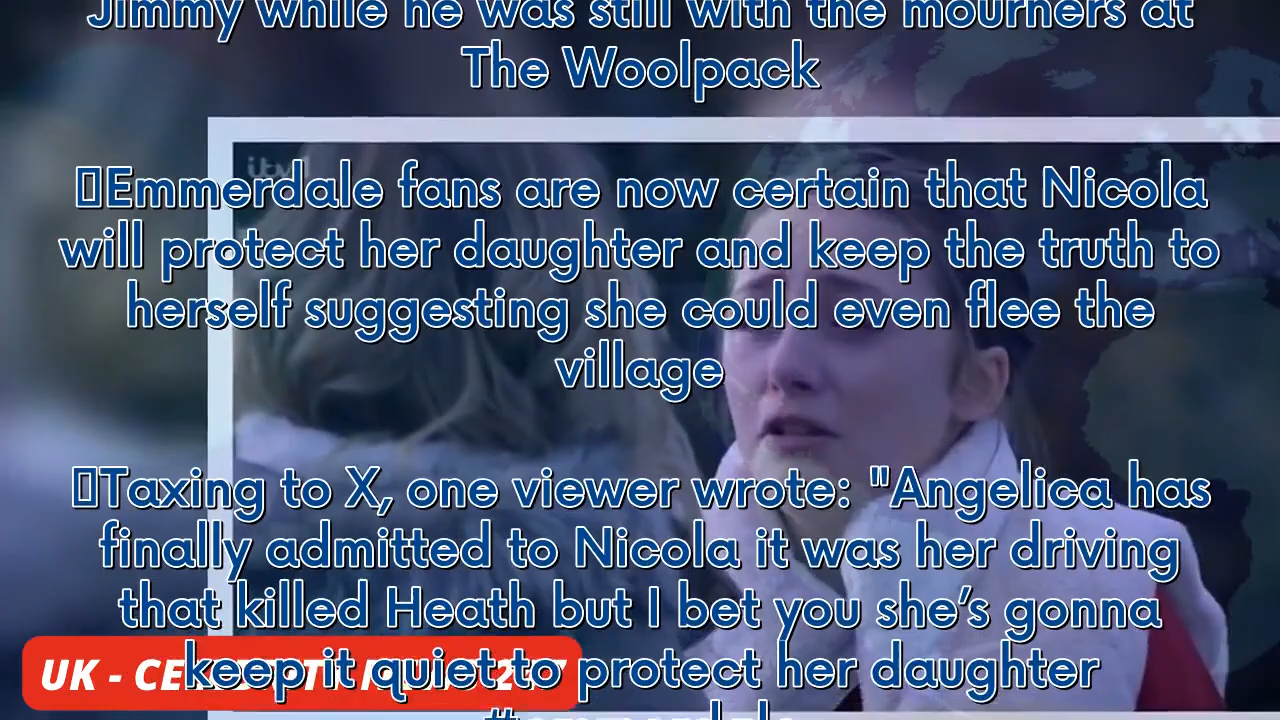 Jimmy while he was still with the mourners at
The Woolpack
itv
Emmerdale fans are now certain that Nicola
will protect her daughter and keep the truth to
herself suggesting she could even flee the
village
Taxing to X, one viewer wrote: "Angelica has
finally admitted to Nicola it was her driving
that killed Heath but I bet you she’s gonna
keep it quiet to protect her daughter
UK -